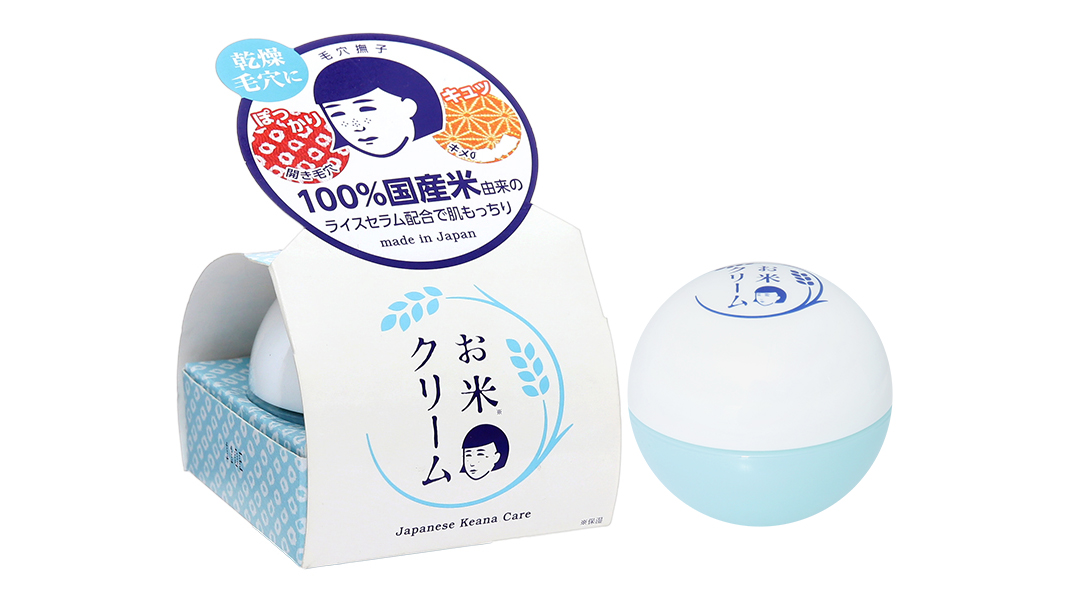 乾燥
毛穴に
毛穴撫子
ぽっかり
開き毛穴
キュッ
キメ
100%国産米由来の
ライスセラム配合で肌もっちり
made in Japan
お米※
クリーム
Japanese Keana Care
※保湿
お米
クリーム